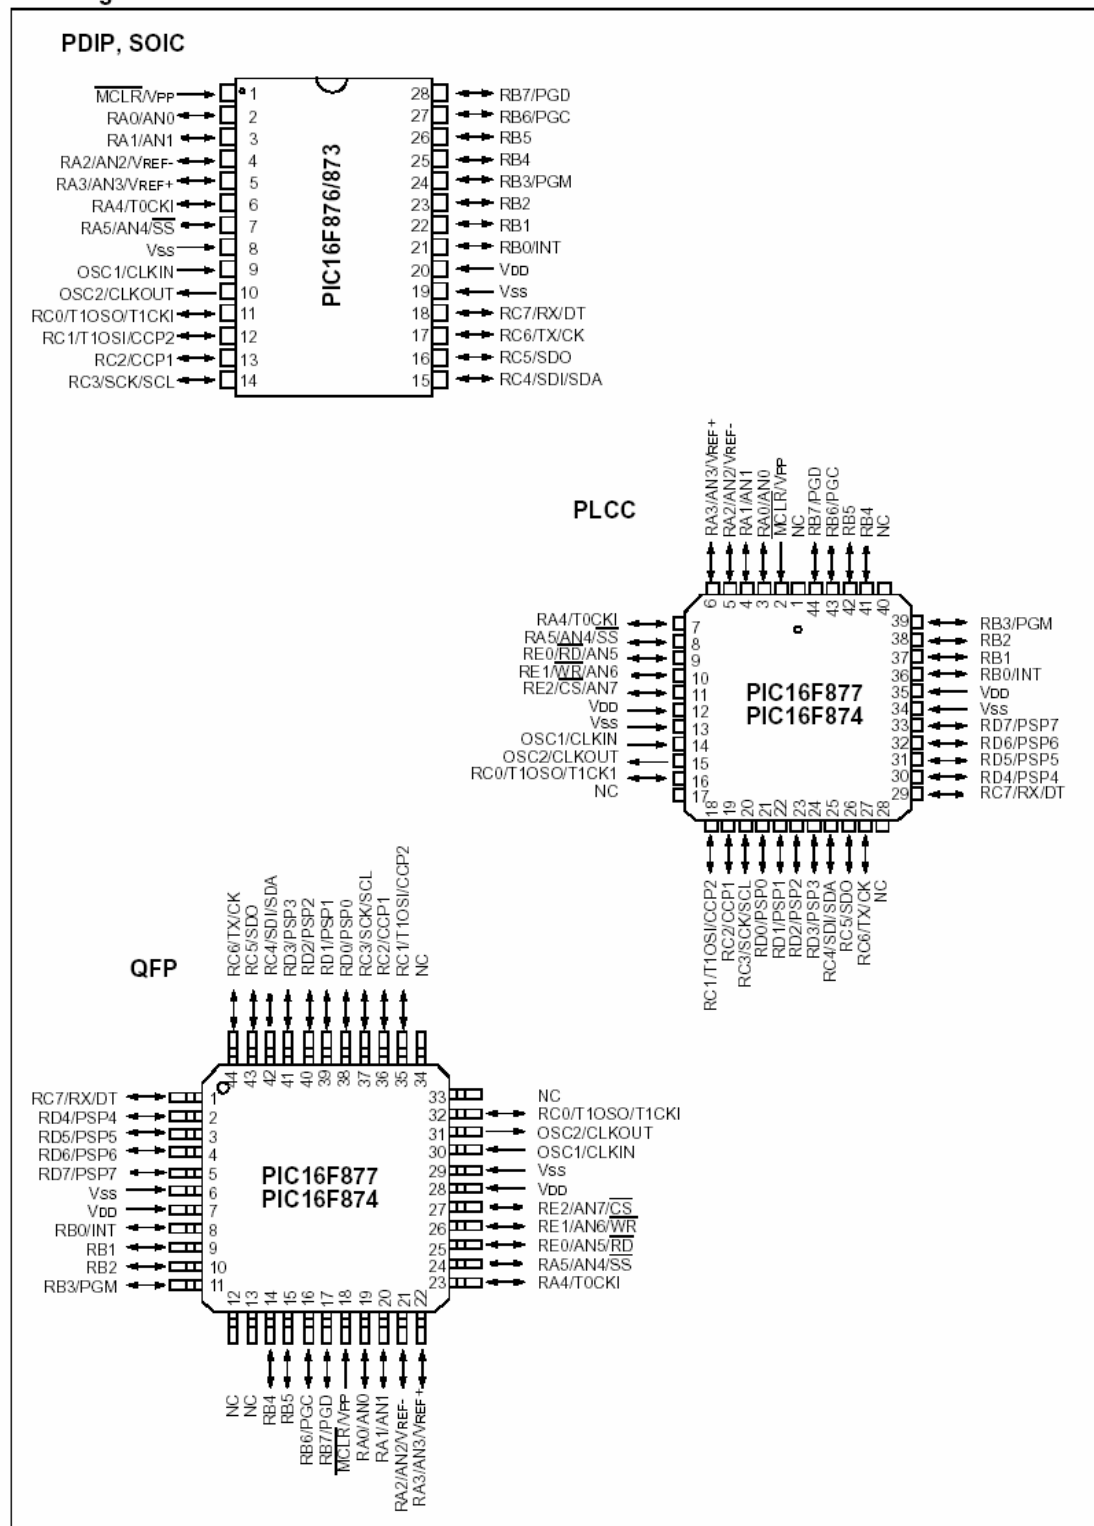 PDIP, SOIC
MCLR/VPP 1
RA0/AN0 2
RA1/AN1 3
RA2/AN2/VREF- 4
RA3/AN3/VREF+ 5
RA4/T0CKI 6
RA5/AN4/SS 7
VSS 8
OSC1/CLKIN 9
OSC2/CLKOUT 10
RC0/T1OSO/T1CKI 11
RC1/T1OSI/CCP2 12
RC2/CCP1 13
RC3/SCK/SCL 14
PIC16F876/873
28 RB7/PGD
27 RB6/PGC
26 RB5
25 RB4
24 RB3/PGM
23 RB2
22 RB1
21 RB0/INT
20 VDD
19 VSS
18 RC7/RX/DT
17 RC6/TX/CK
16 RC5/SDO
15 RC4/SDI/SDA
PLCC
RA3/AN3/VREF+ 6
RA2/AN2/VREF- 5
RA1/AN1 4
RA0/AN0 3
MCLR/VPP 2
NC 1
RB7/PGD 44
RB6/PGC 43
RB5 42
RB4 41
NC 40
RA4/T0CKI 7
RA5/AN4/SS 8
RE0/RD/AN5 9
RE1/WR/AN6 10
RE2/CS/AN7 11
VDD 12
VSS 13
OSC1/CLKIN 14
OSC2/CLKOUT 15
RC0/T1OSO/T1CK1 16
NC 17
PIC16F877
PIC16F874
39 RB3/PGM
38 RB2
37 RB1
36 RB0/INT
35 VDD
34 VSS
33 RD7/PSP7
32 RD6/PSP6
31 RD5/PSP5
30 RD4/PSP4
29 RC7/RX/DT
18 RC1/T1OSI/CCP2
19 RC2/CCP1
20 RC3/SCK/SCL
21 RD0/PSP0
22 RD1/PSP1
23 RD2/PSP2
24 RD3/PSP3
25 RC4/SDI/SDA
26 RC5/SDO
27 RC6/TX/CK
28 NC
QFP
RC6/TX/CK 44
RC5/SDO 43
RC4/SDI/SDA 42
RD3/PSP3 41
RD2/PSP2 40
RD1/PSP1 39
RD0/PSP0 38
RC3/SCK/SCL 37
RC2/CCP1 36
RC1/T1OSI/CCP2 35
NC 34
RC7/RX/DT 1
RD4/PSP4 2
RD5/PSP5 3
RD6/PSP6 4
RD7/PSP7 5
VSS 6
VDD 7
RB0/INT 8
RB1 9
RB2 10
RB3/PGM 11
PIC16F877
PIC16F874
33 NC
32 RC0/T1OSO/T1CKI
31 OSC2/CLKOUT
30 OSC1/CLKIN
29 VSS
28 VDD
27 RE2/AN7/CS
26 RE1/AN6/WR
25 RE0/AN5/RD
24 RA5/AN4/SS
23 RA4/T0CKI
12 NC
13 NC
14 RB4
15 RB5
16 RB6/PGC
17 RB7/PGD
18 MCLR/VPP
19 RA0/AN0
20 RA1/AN1
21 RA2/AN2/VREF-
22 RA3/AN3/VREF+